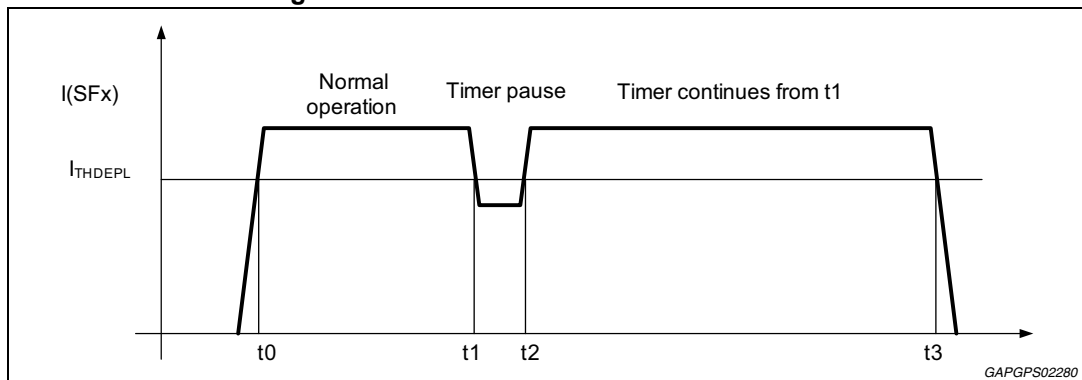 g
I(SFx)
Normal
operation
Timer pause
Timer continues from t1
ITHDEPL
t0
t1
t2
t3
GAPGPS02280